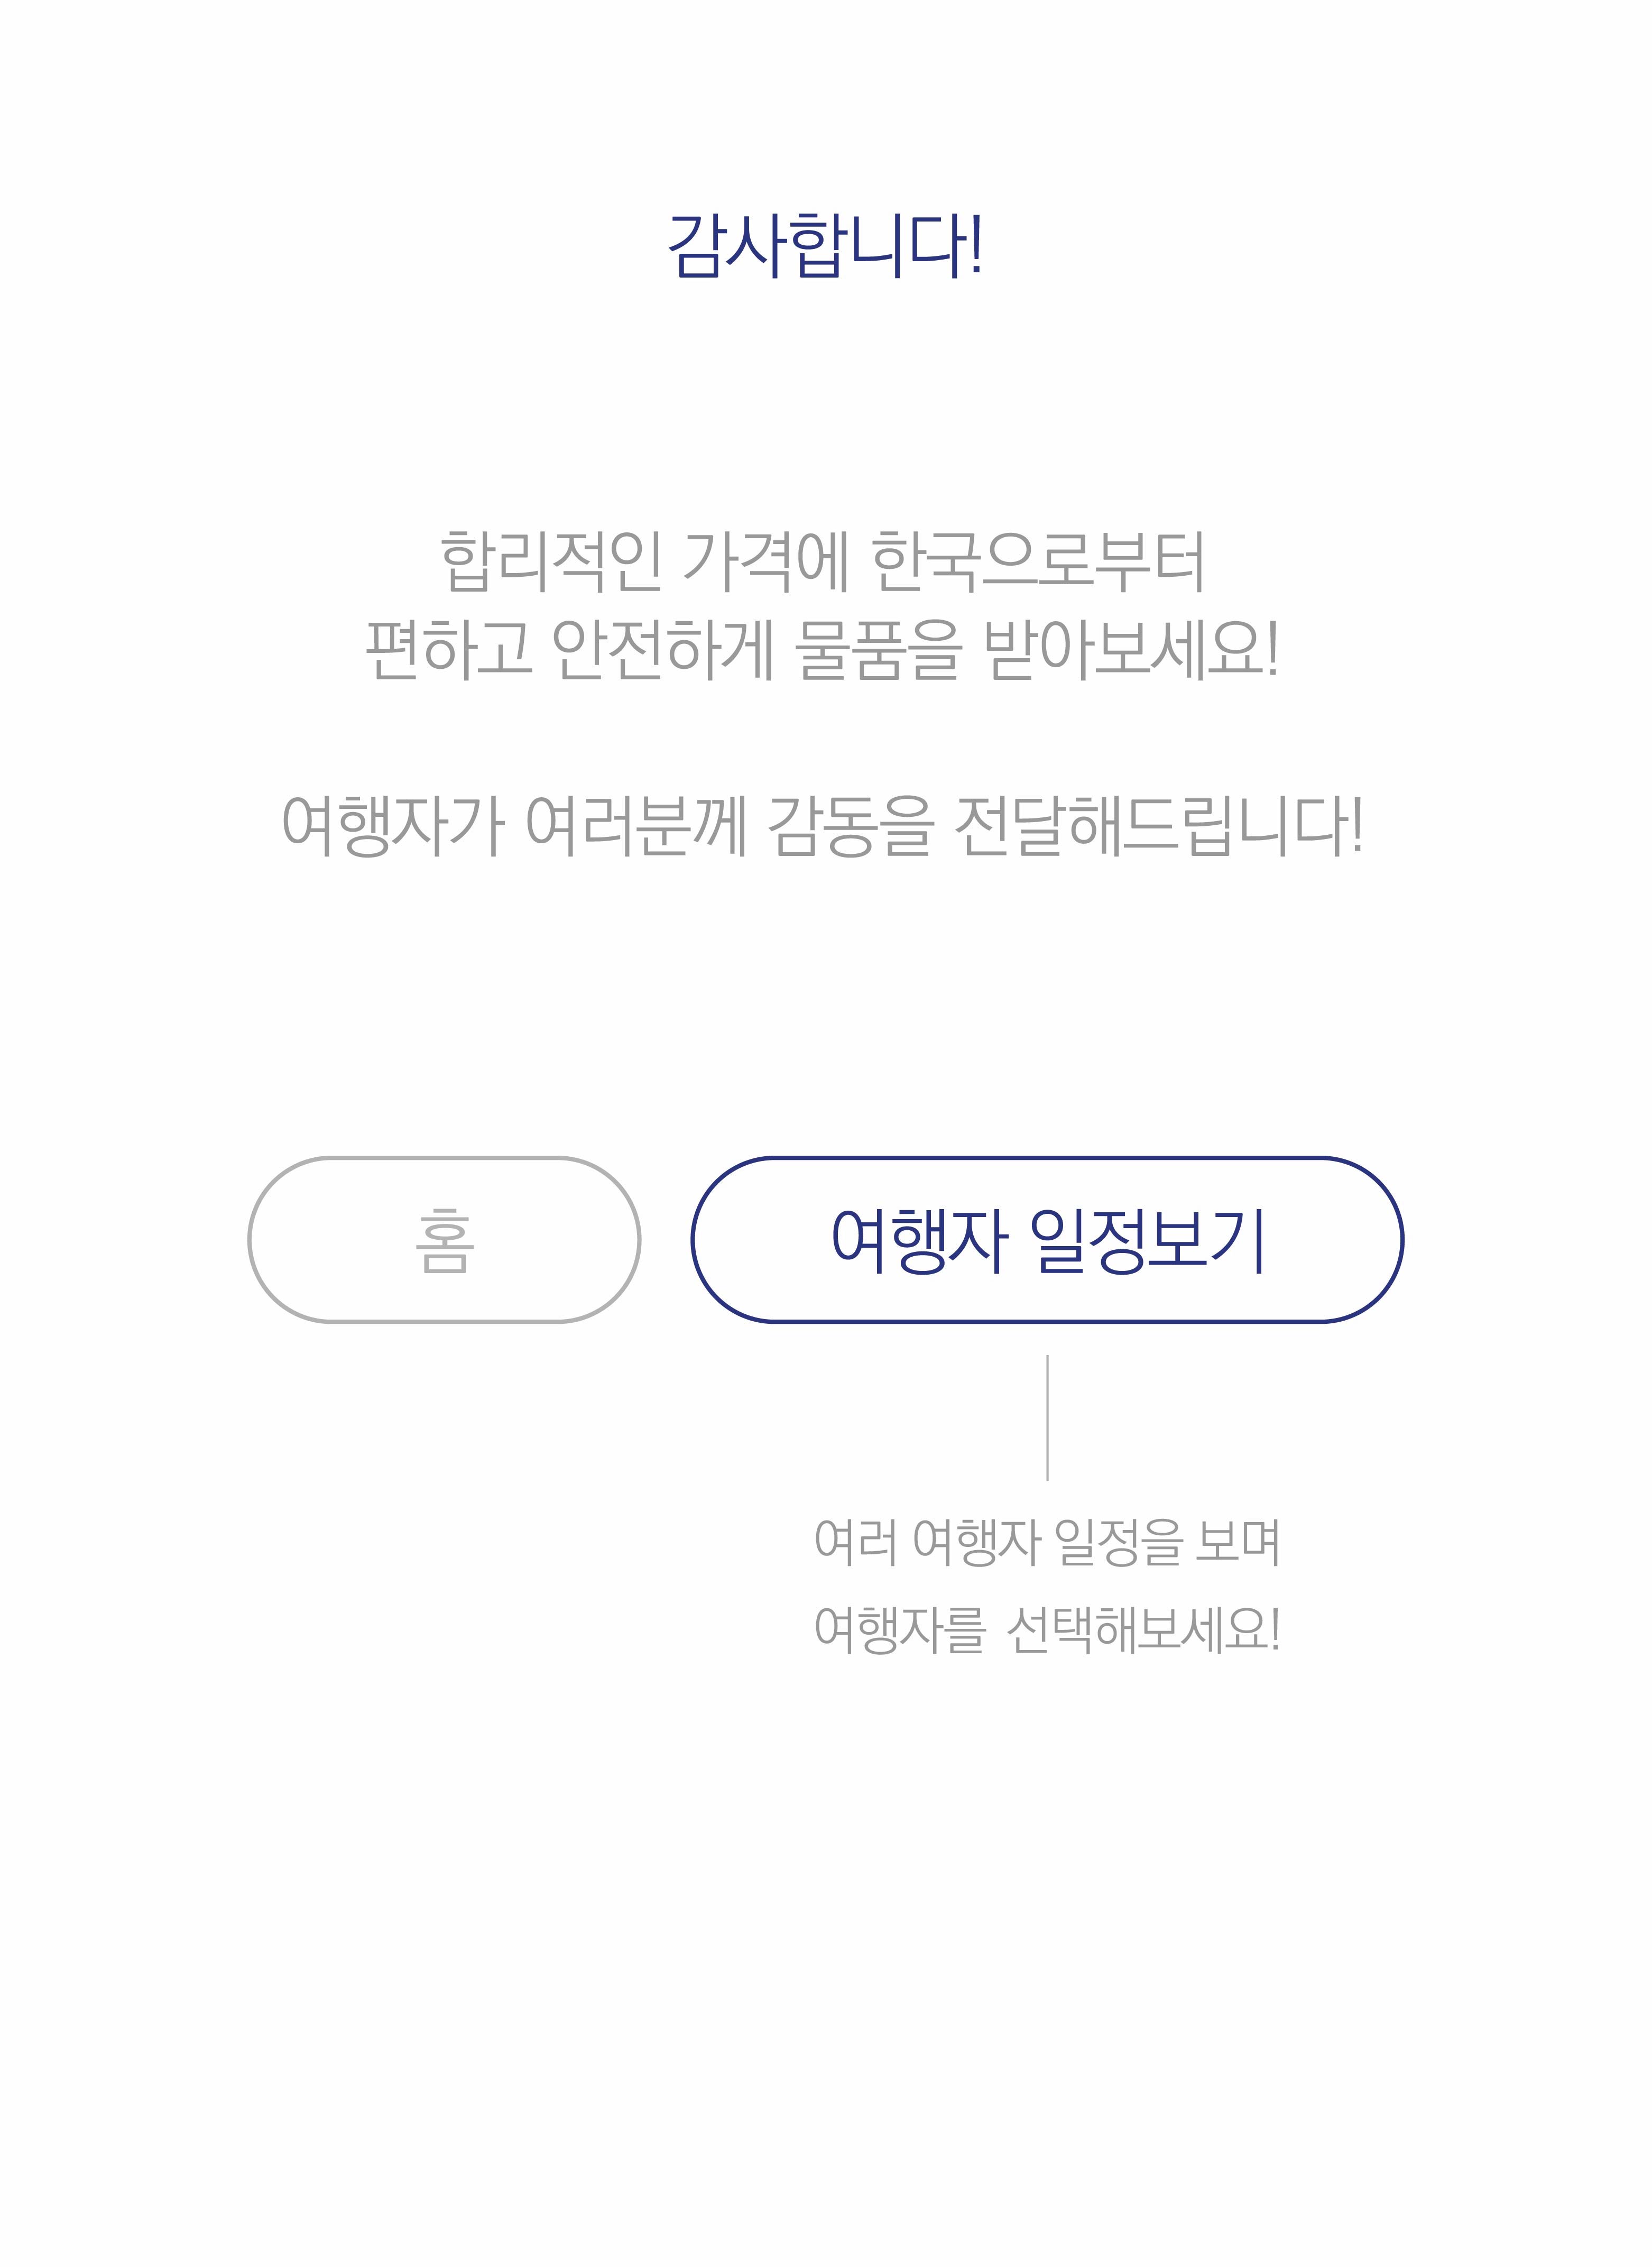 감사합니다!
합리적인 가격에 한국으로부터
편하고 안전하게 물품을 받아보세요!
여행자가 여러분께 감동을 전달해드립니다!
홈
여행자 일정보기
여러 여행자 일정을 보며
여행자를 선택해보세요!